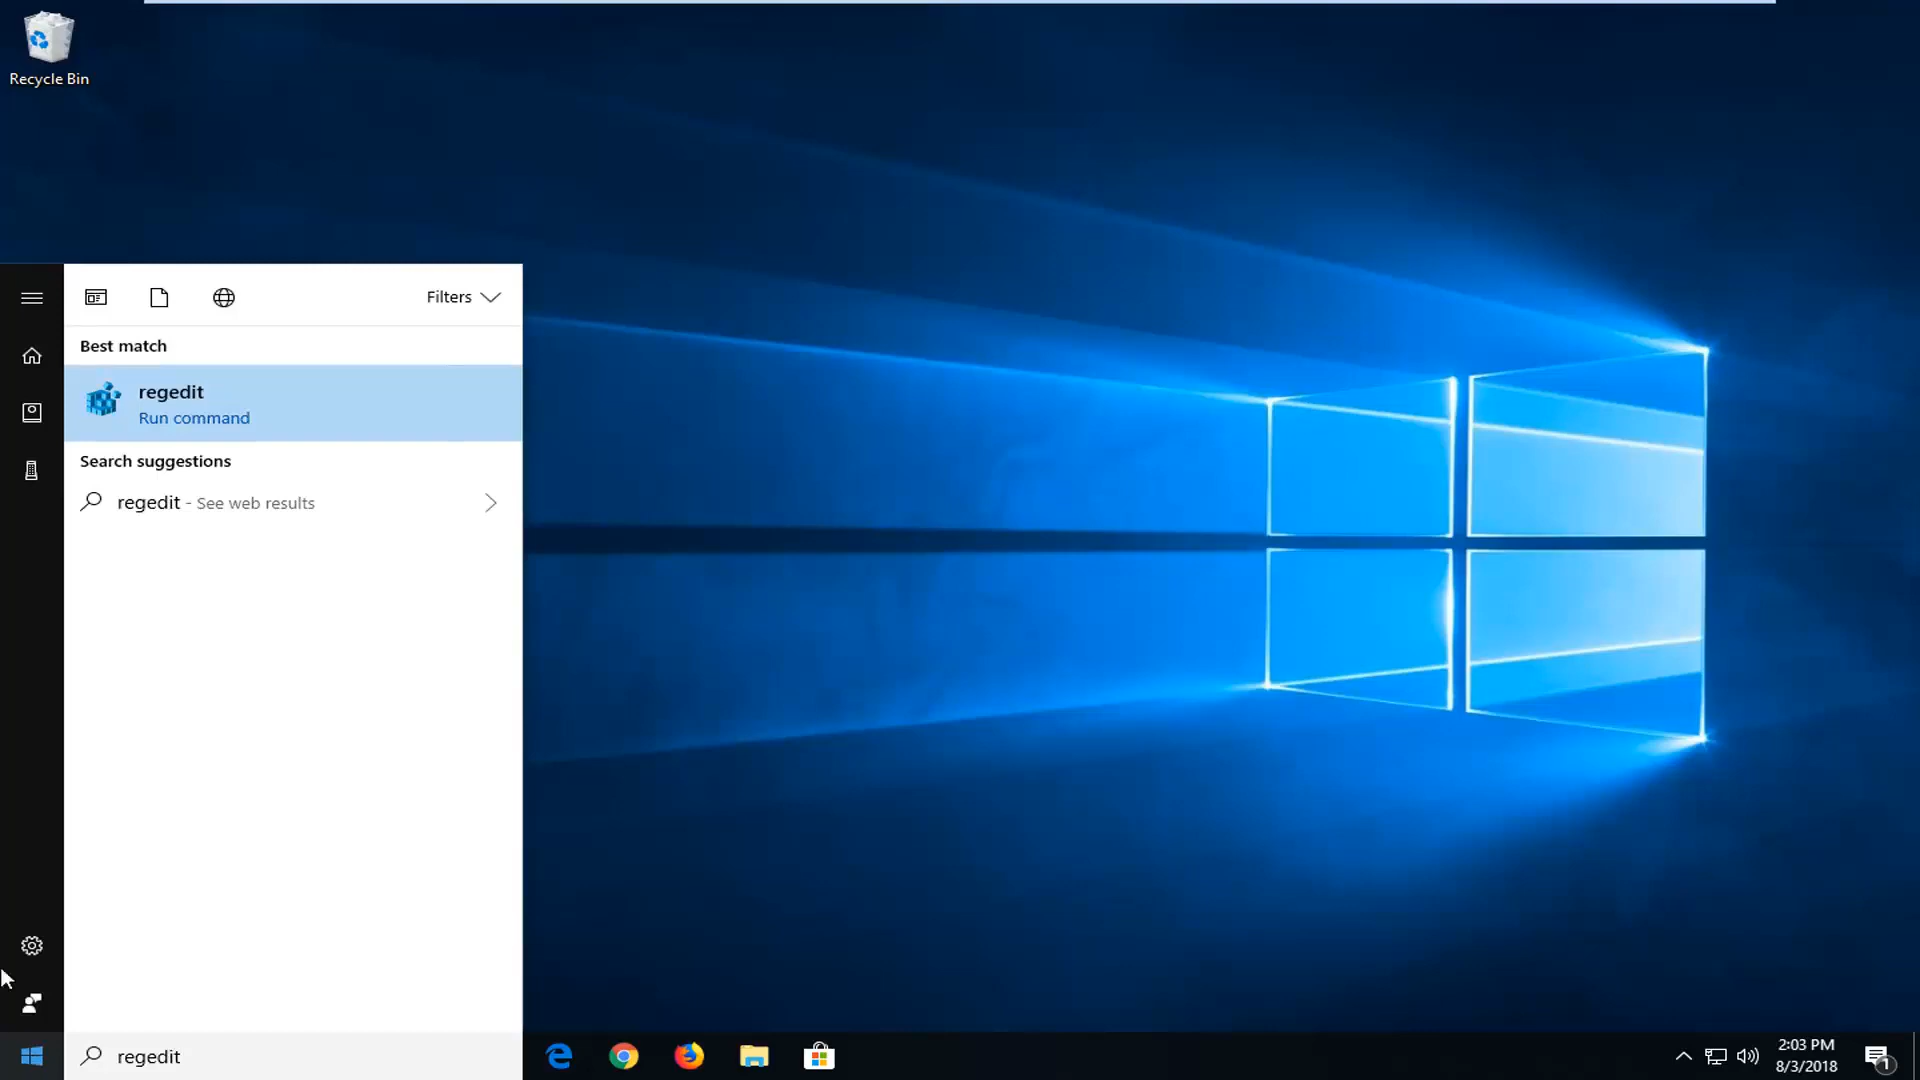 Recycle Bin
Filters
Best match
regedit
Run command
Search suggestions
regedit - See web results
regedit
2:03 PM
8/3/2018
1